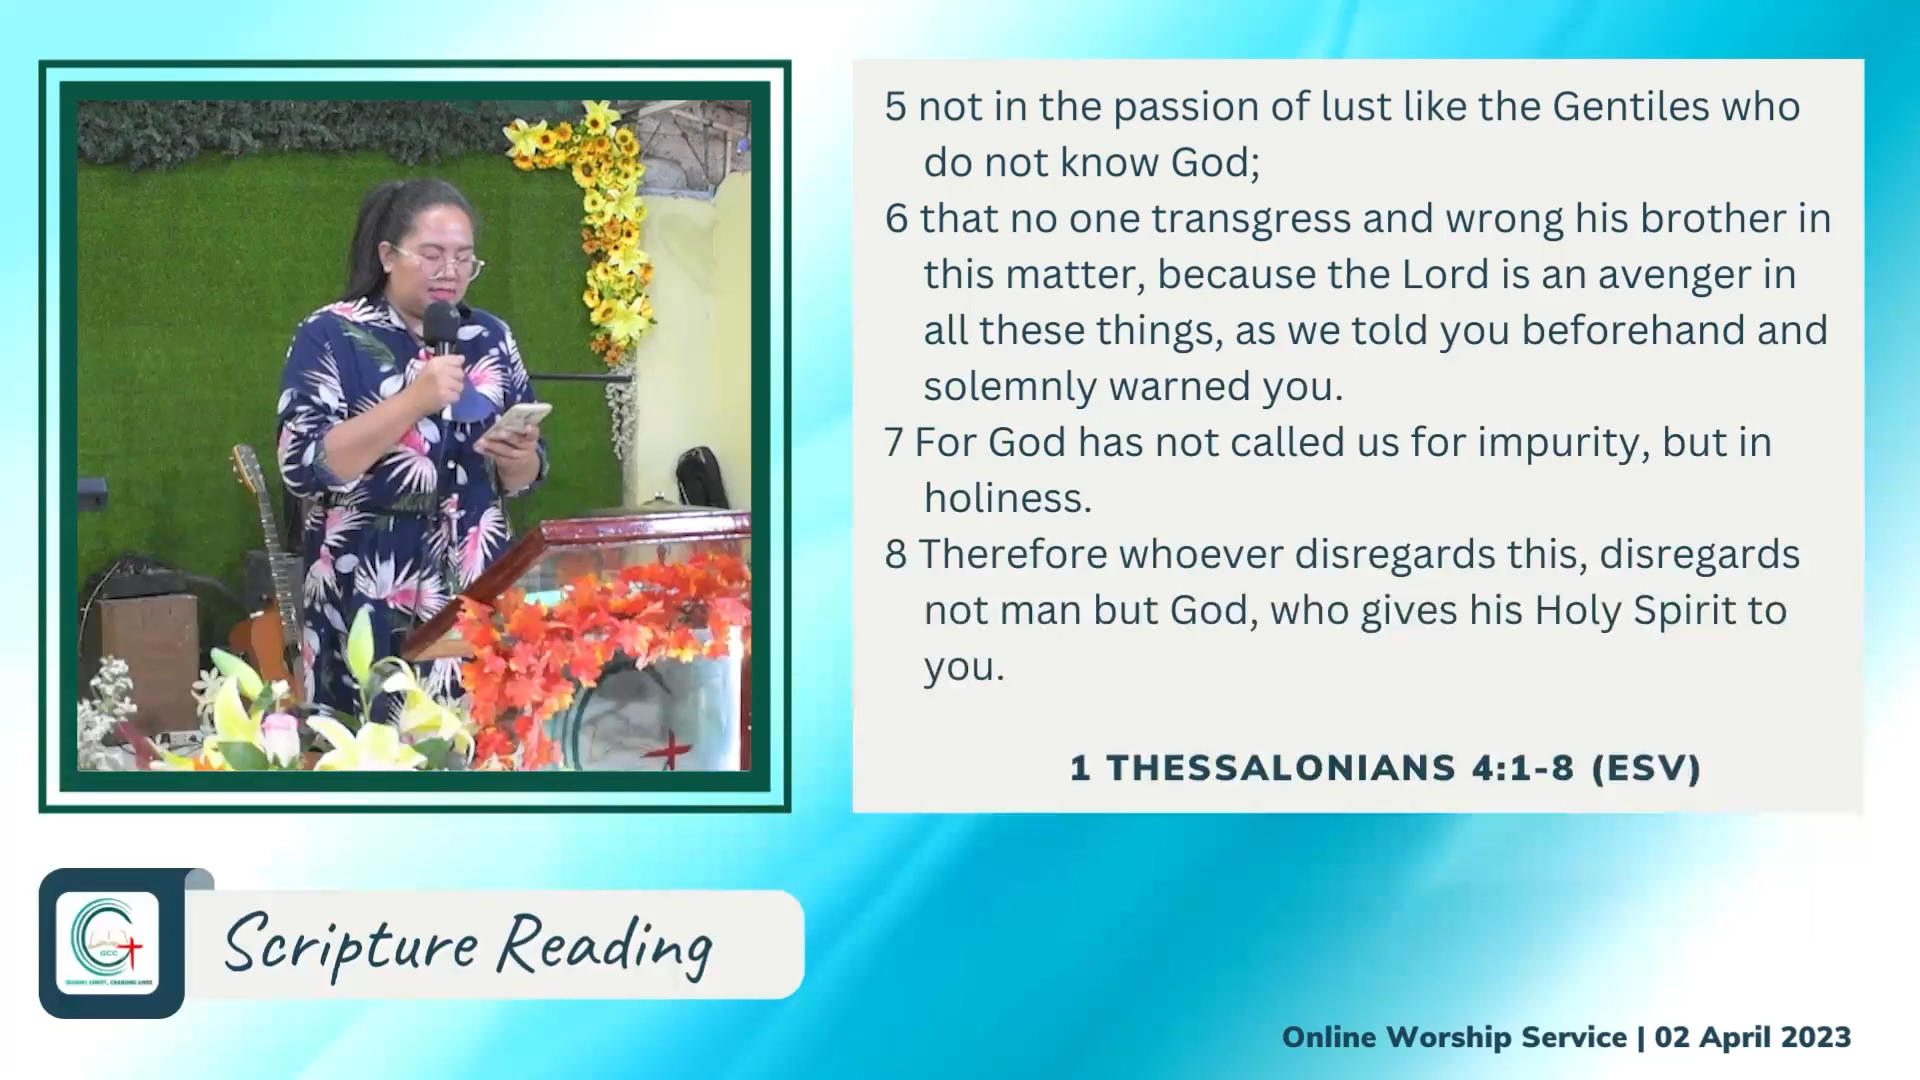 5 not in the passion of lust like the Gentiles who
do not know God;
6 that no one transgress and wrong his brother in
this matter, because the Lord is an avenger in
all these things, as we told you beforehand and
solemnly warned you.
7 For God has not called us for impurity, but in
holiness.
8 Therefore whoever disregards this, disregards
not man but God, who gives his Holy Spirit to
you.
1 THESSALONIANS 4:1-8 (ESV)
GCC
Scripture Reading
Online Worship Service | 02 April 2023